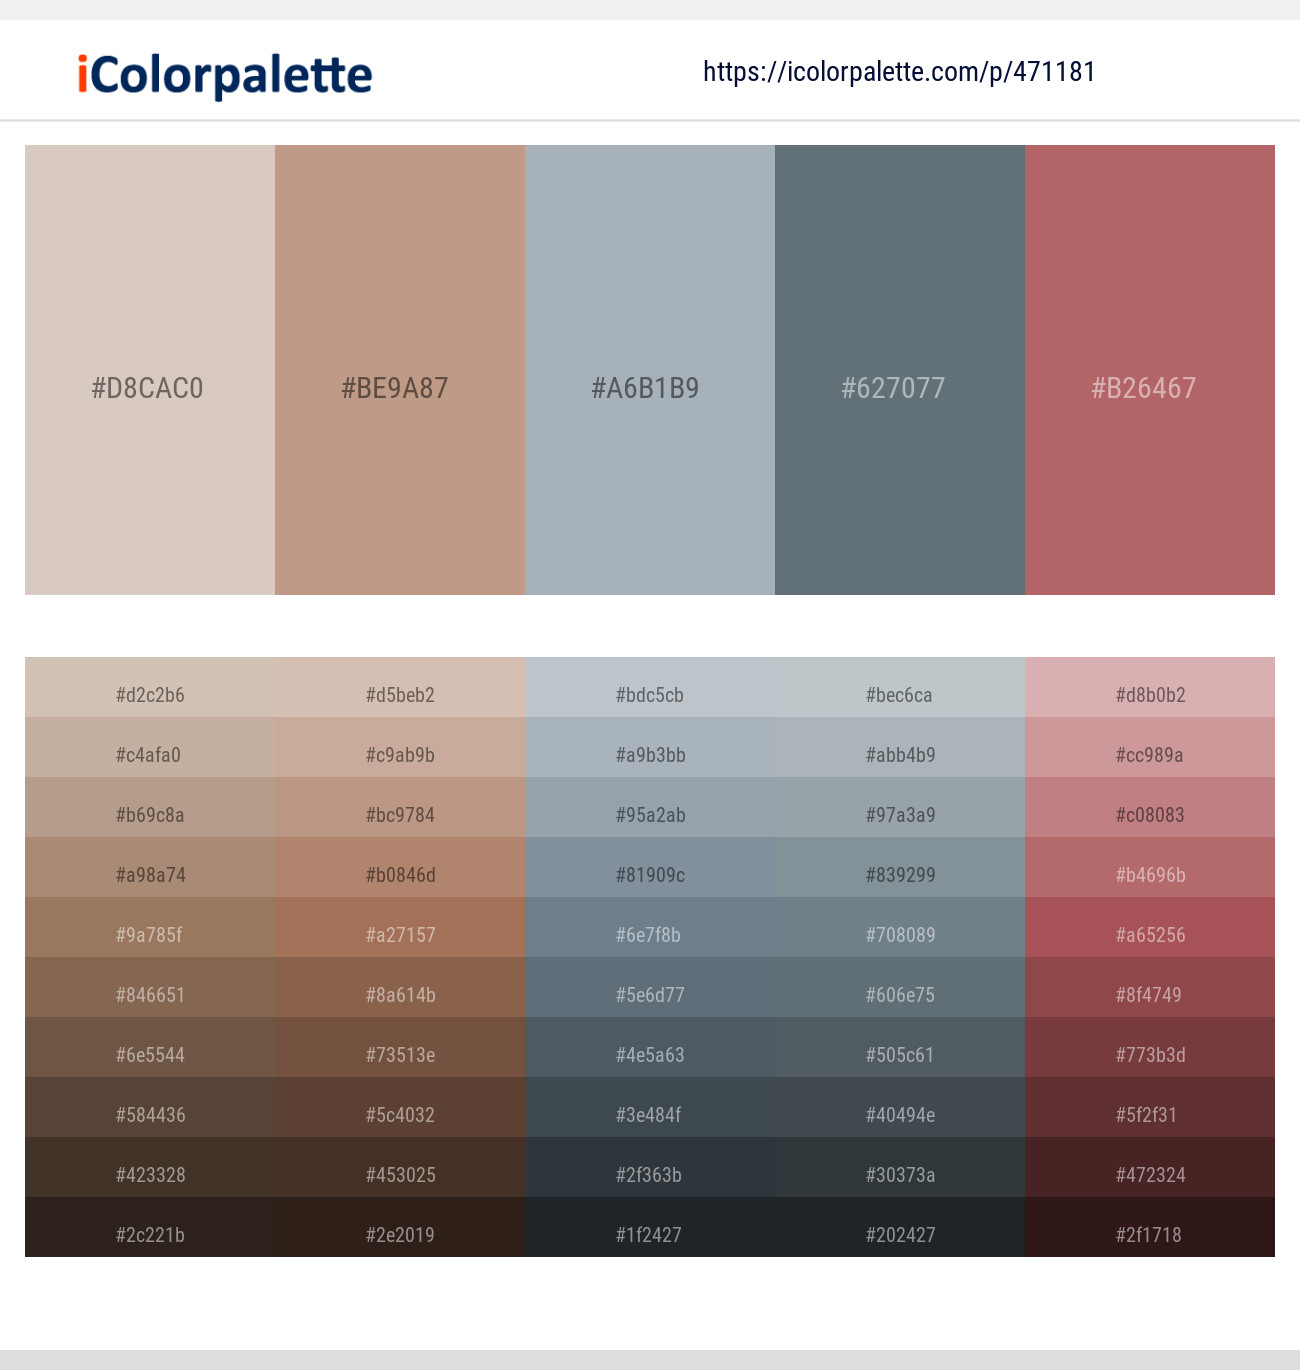 iColorpalette
https://icolorpalette.com/p/471181
#D8CAC0 #BE9A87 #A6B1B9 #627077 #B26467
#d2c2b6 #d5beb2 #bdc5cb #bec6ca #d8b0b2
#c4afa0 #c9ab9b #a9b3bb #abb4b9 #cc989a
#b69c8a #bc9784 #95a2ab #97a3a9 #c08083
#a98a74 #b0846d #81909c #839299 #b4696b
#9a785f #a27157 #6e7f8b #708089 #a65256
#846651 #8a614b #5e6d77 #606e75 #8f4749
#6e5544 #73513e #4e5a63 #505c61 #773b3d
#584436 #5c4032 #3e484f #40494e #5f2f31
#423328 #453025 #2f363b #30373a #472324
#2c221b #2e2019 #1f2427 #202427 #2f1718